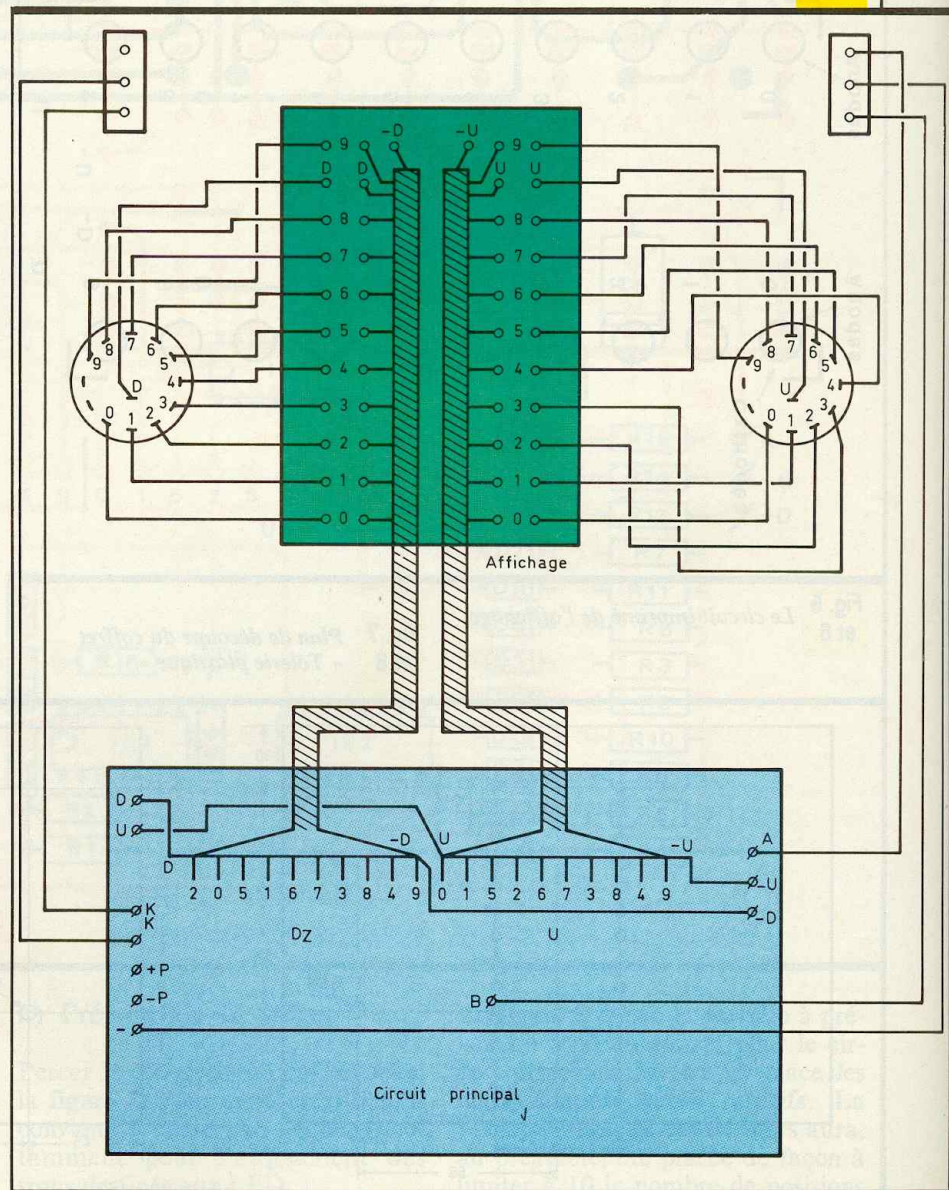 -D -U
9 9
D D U U
8 8
7 7
6 6
5 5
4 4
3 3
2 2
1 1
0 0
9 8 7 6 5 4 3 2 1 0
D
9 8 7 6 5 4 3 2 1 0
U
Affichage
D
U
D
-D
U
-U
2 0 5 1 6 7 3 8 4 9
0 1 5 2 6 7 3 8 4 9
Dz
U
A
-U
-D
K
K
+P
-P
-
B
Circuit principal